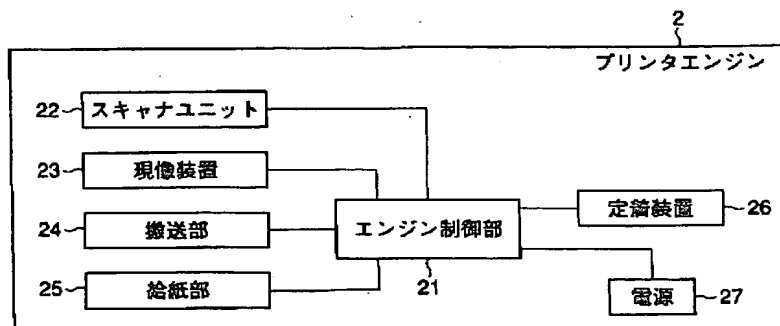 2
プリンタエンジン
22 スキャナユニット
23 現像装置
24 搬送部
25 給紙部
エンジン制御部
21
定着装置 26
電源 27